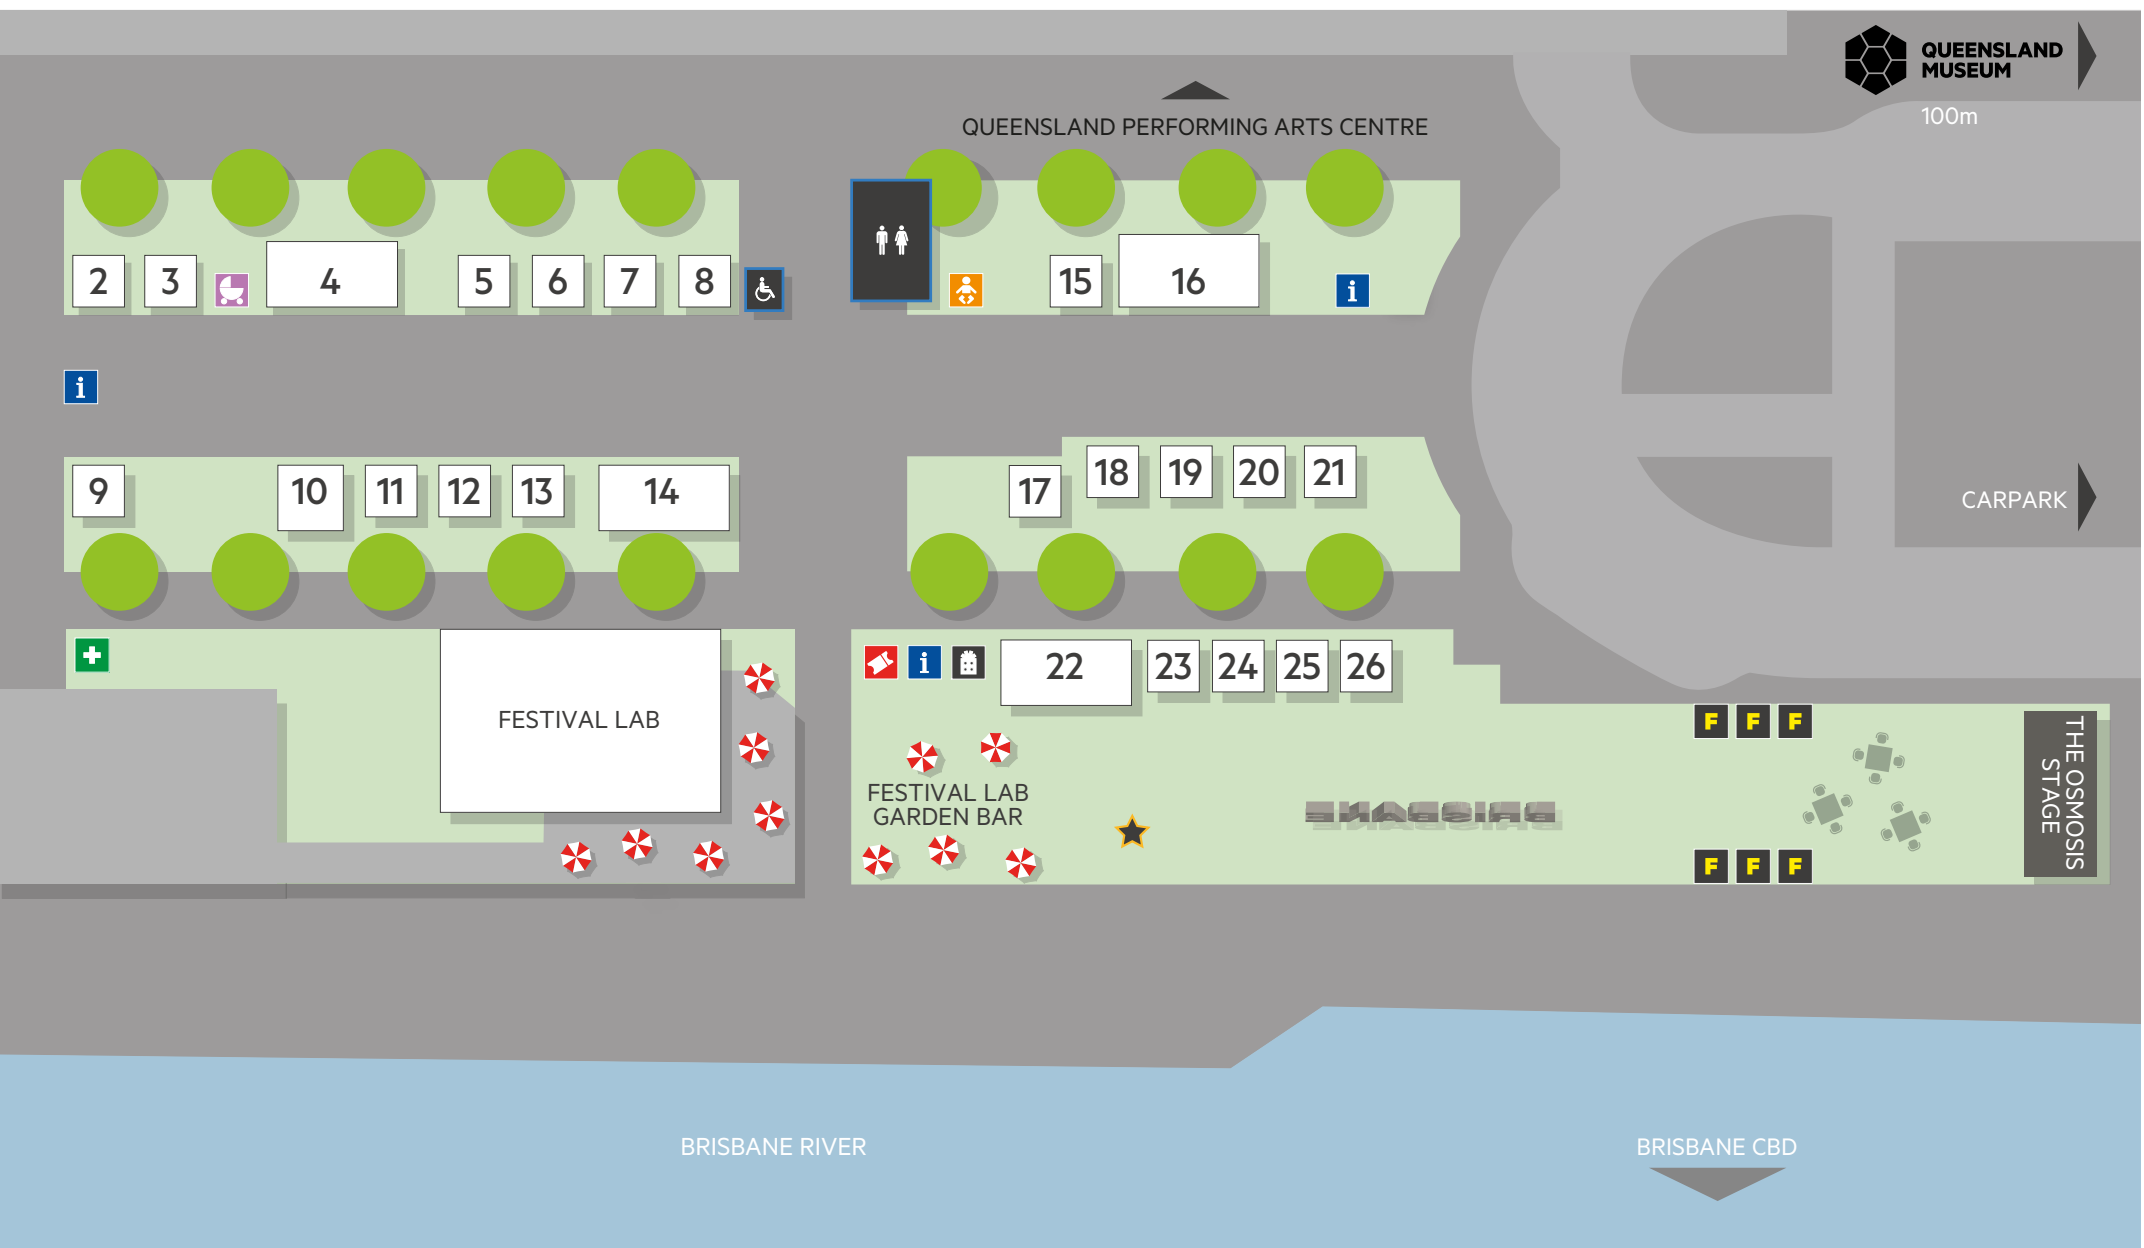 QUEENSLAND
MUSEUM
100m
QUEENSLAND PERFORMING ARTS CENTRE
2
3
4
5
6
7
8
15
16
i
i
9
10
11
12
13
14
17
18
19
20
21
CARPARK
FESTIVAL LAB
i
22
23
24
25
26
F F F
FESTIVAL LAB
GARDEN BAR
BRISBANE
F F F
THE OSMOSIS
STAGE
BRISBANE RIVER
BRISBANE CBD